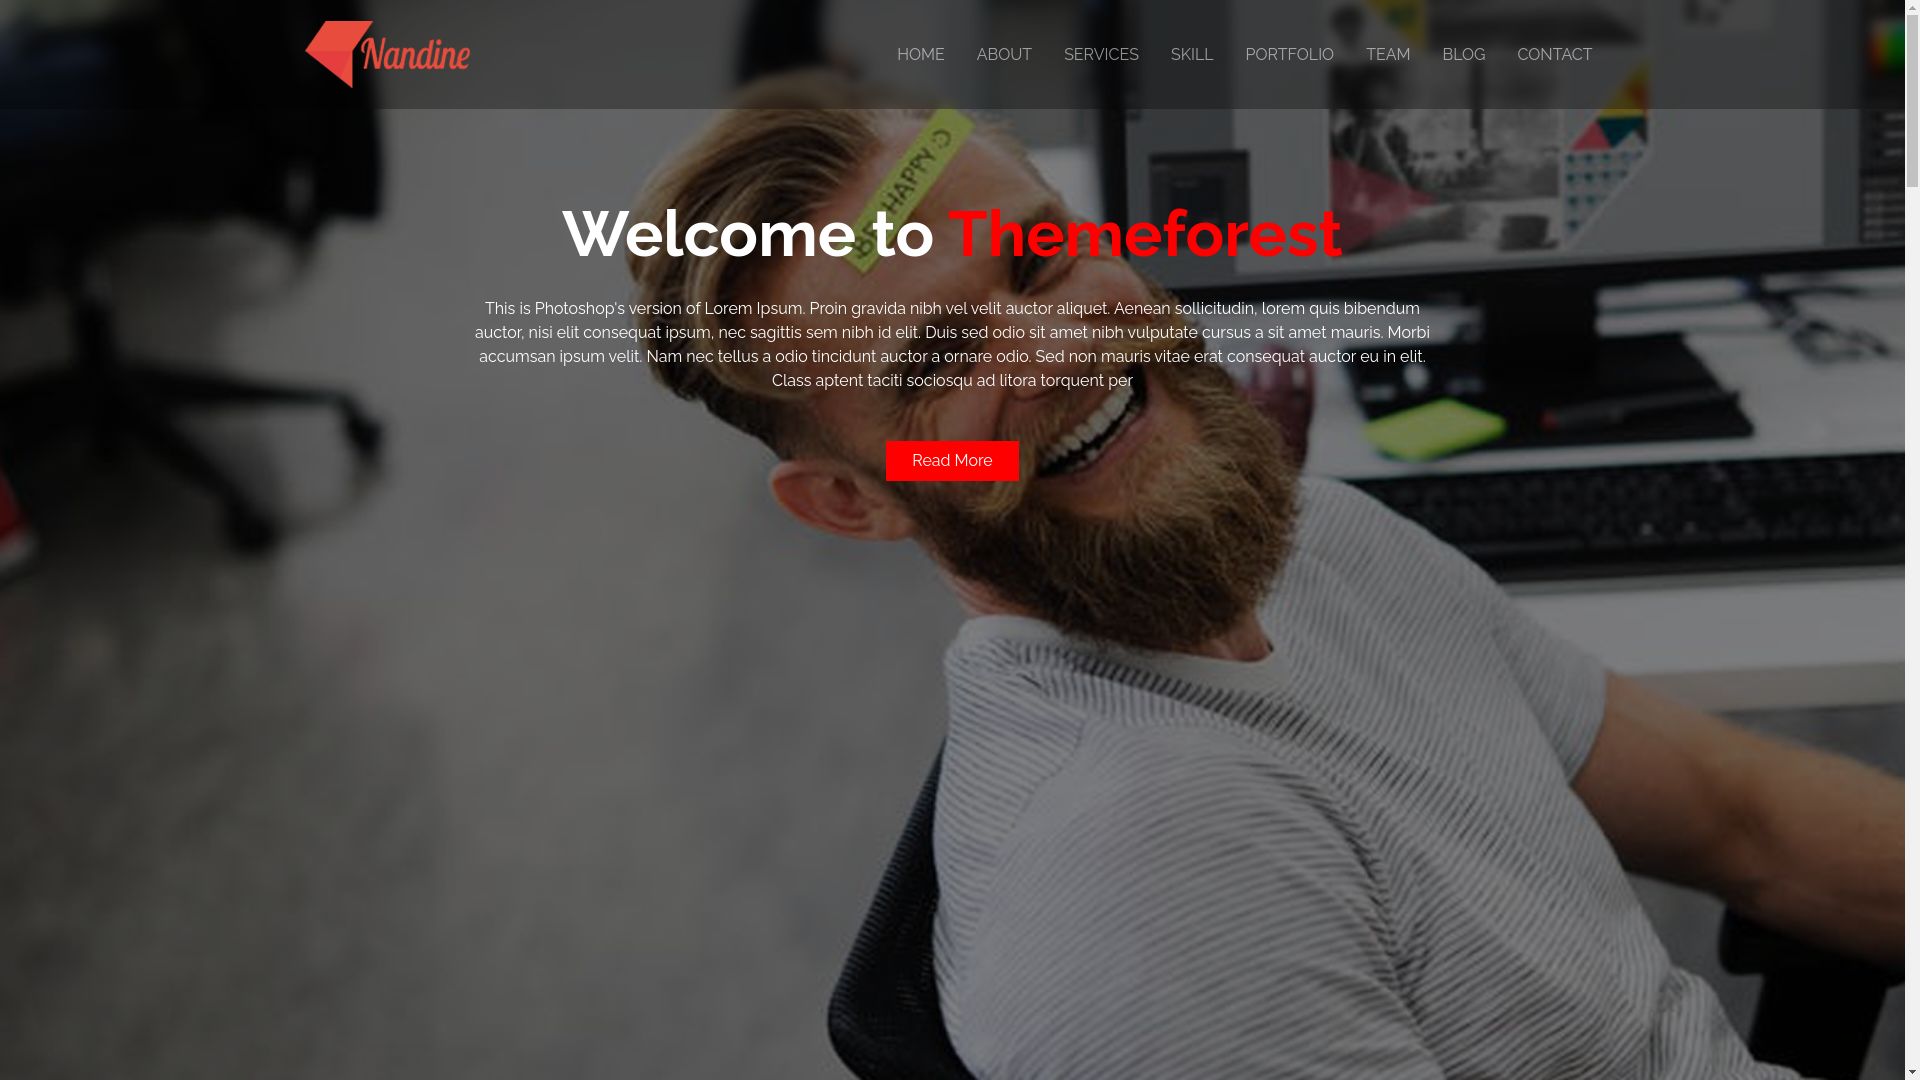 Nandine
HOME ABOUT SERVICES SKILL PORTFOLIO TEAM BLOG CONTACT
HAPPY
Welcome to Themeforest
This is Photoshop's version of Lorem Ipsum. Proin gravida nibh vel velit auctor aliquet. Aenean sollicitudin, lorem quis bibendum
auctor, nisi elit consequat ipsum, nec sagittis sem nibh id elit. Duis sed odio sit amet nibh vulputate cursus a sit amet mauris. Morbi
accumsan ipsum velit. Nam nec tellus a odio tincidunt auctor a ornare odio. Sed non mauris vitae erat consequat auctor eu in elit.
Class aptent taciti sociosqu ad litora torquent per
Read More